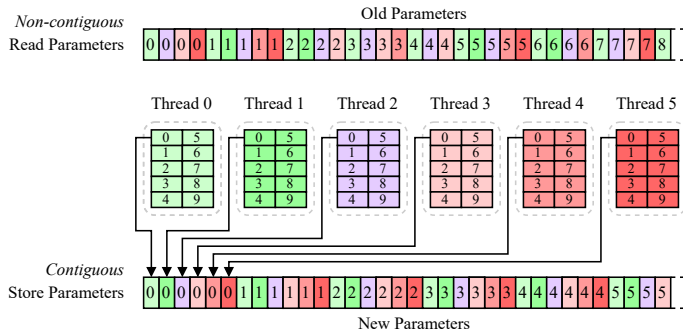 Old Parameters
Non-contiguous
Read Parameters
0 0 0 0 1 1 1 1 1 2 2 2 2 3 3 3 3 4 4 4 5 5 5 5 5 6 6 6 6 7 7 7 7 8
Thread 0 Thread 1 Thread 2 Thread 3 Thread 4 Thread 5
0 5 0 5 0 5 0 5 0 5 0 5
1 6 1 6 1 6 1 6 1 6 1 6
2 7 2 7 2 7 2 7 2 7 2 7
3 8 3 8 3 8 3 8 3 8 3 8
4 9 4 9 4 9 4 9 4 9 4 9
Contiguous
Store Parameters
0 0 0 0 0 0 1 1 1 1 1 1 2 2 2 2 2 2 3 3 3 3 3 3 4 4 4 4 4 4 5 5 5 5
New Parameters